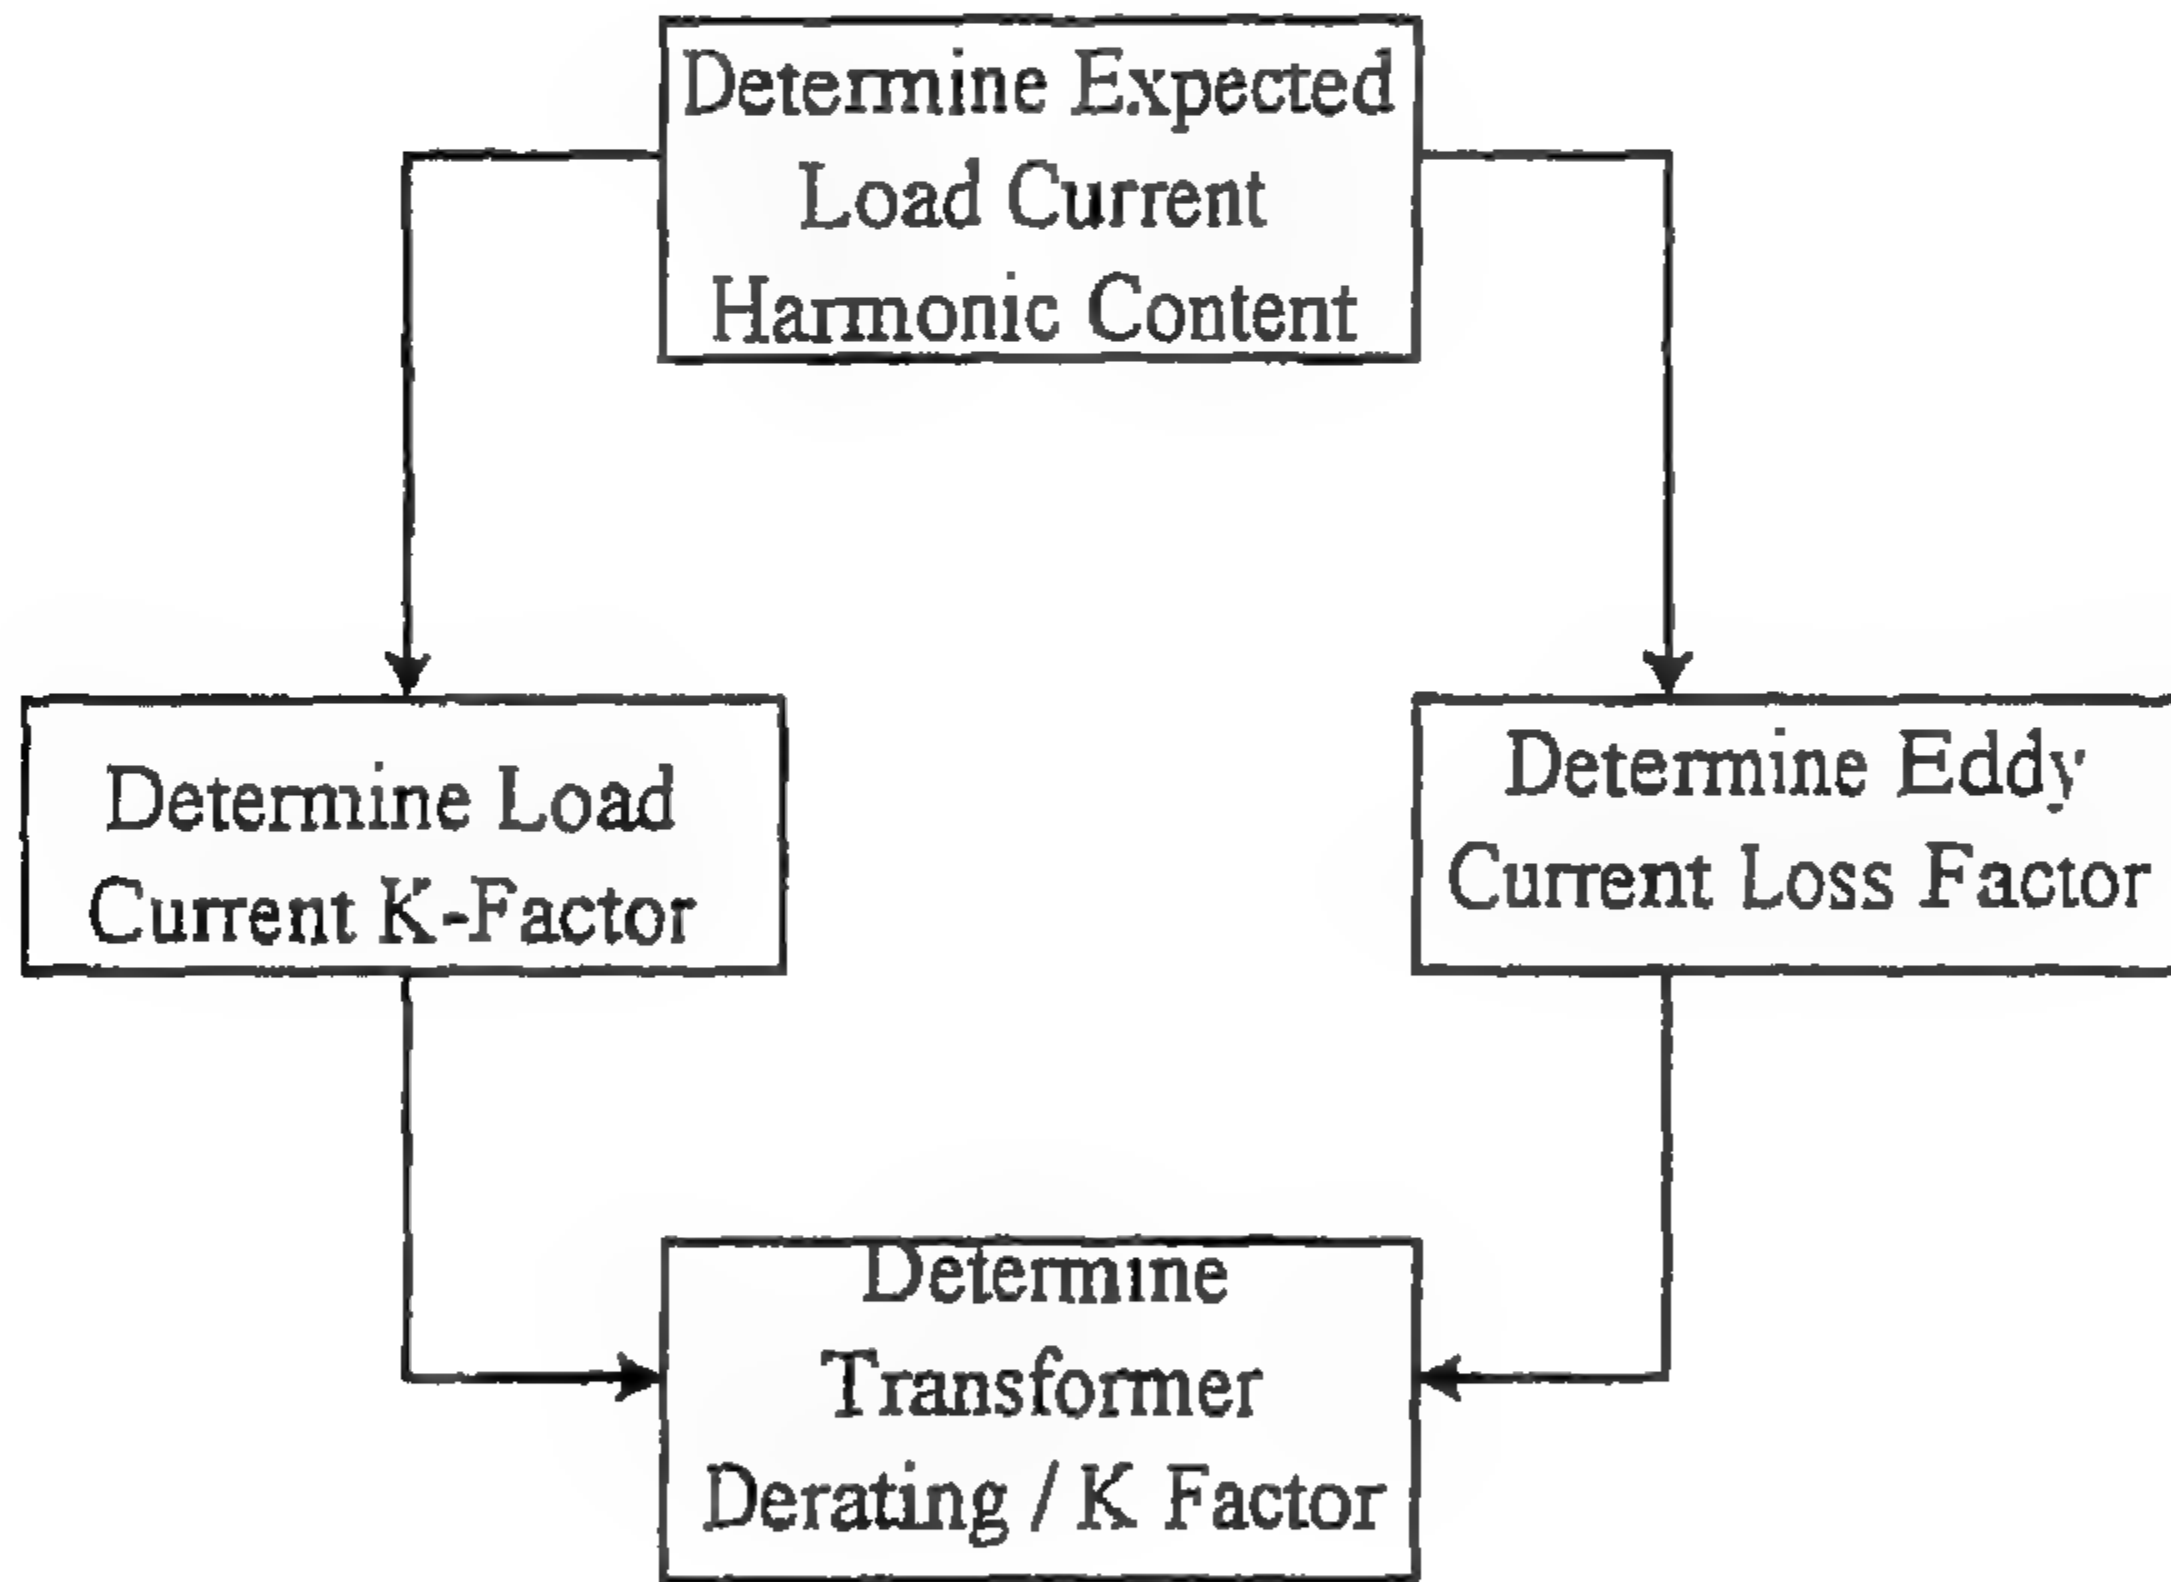 Determine Expected
Load Current
Harmonic Content
Determine Load
Current K-Factor
Determine Eddy
Current Loss Factor
Determine
Transformer
Derating / K Factor